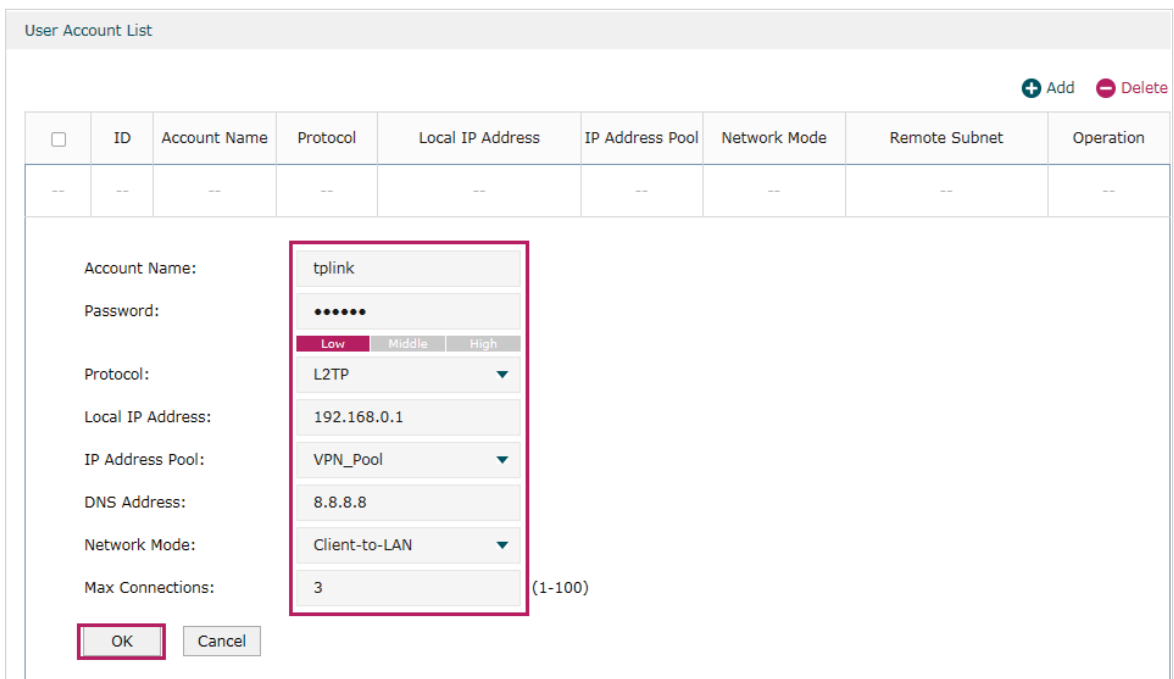 User Account List
Add Delete
ID Account Name Protocol Local IP Address IP Address Pool Network Mode Remote Subnet Operation
-- -- -- -- -- -- -- -- --
Account Name: tplink
Password: ••••••
Low Middle High
Protocol: L2TP
Local IP Address: 192.168.0.1
IP Address Pool: VPN_Pool
DNS Address: 8.8.8.8
Network Mode: Client-to-LAN
Max Connections: 3 (1-100)
OK Cancel